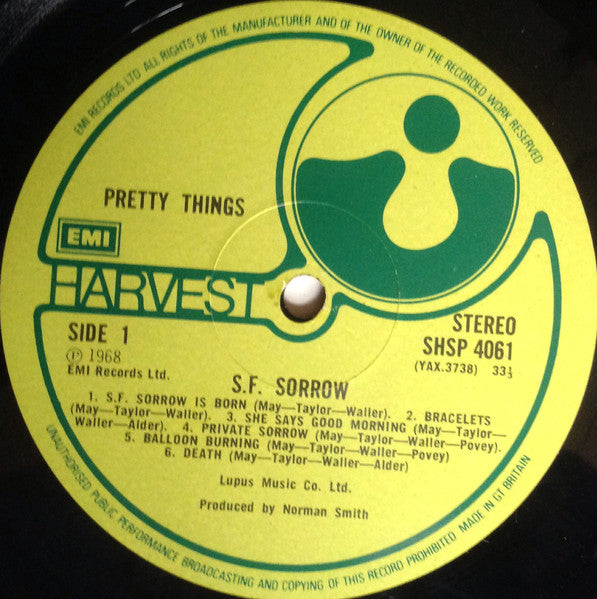 EMI RECORDS LTD ALL RIGHTS OF THE MANUFACTURER AND OF THE OWNER OF THE RECORDED WORK RESERVED
PRETTY THINGS
EMI
HARVEST
SIDE 1
Ⓟ 1968
EMI Records Ltd.
STEREO
SHSP 4061
(YAX.3738) 33⅓
S.F. SORROW
1. S.F. SORROW IS BORN (May—Taylor—Waller). 2. BRACELETS
(May—Taylor—Waller). 3. SHE SAYS GOOD MORNING (May—Taylor—
Waller—Alder). 4. PRIVATE SORROW (May—Taylor—Waller—Povey).
5. BALLOON BURNING (May—Taylor—Waller—Povey)
6. DEATH (May—Taylor—Waller—Alder)
Lupus Music Co. Ltd.
Produced by Norman Smith
UNAUTHORISED PUBLIC PERFORMANCE BROADCASTING AND COPYING OF THIS RECORD PROHIBITED MADE IN GT BRITAIN